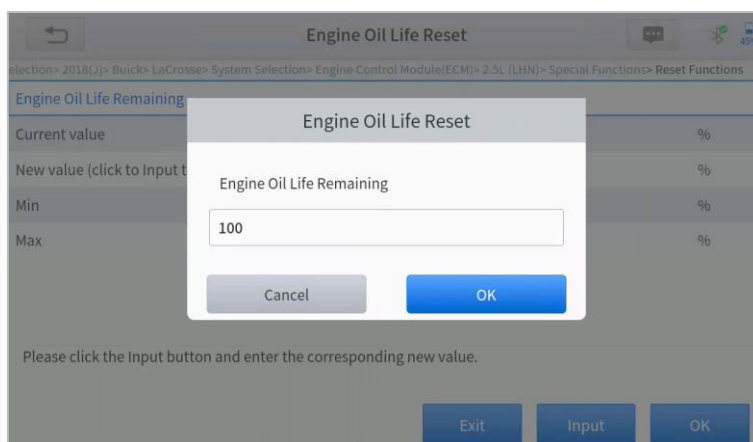 Engine Oil Life Reset
45%
election> 2018(J)> Buick> LaCrosse> System Selection> Engine Control Module(ECM)> 2.5L (LHN)> Special Functions> Reset Functions
Engine Oil Life Remaining
Current value %
New value (click to Input t %
Min %
Max %
Engine Oil Life Reset
Engine Oil Life Remaining
100
Cancel OK
Please click the Input button and enter the corresponding new value.
Exit Input OK